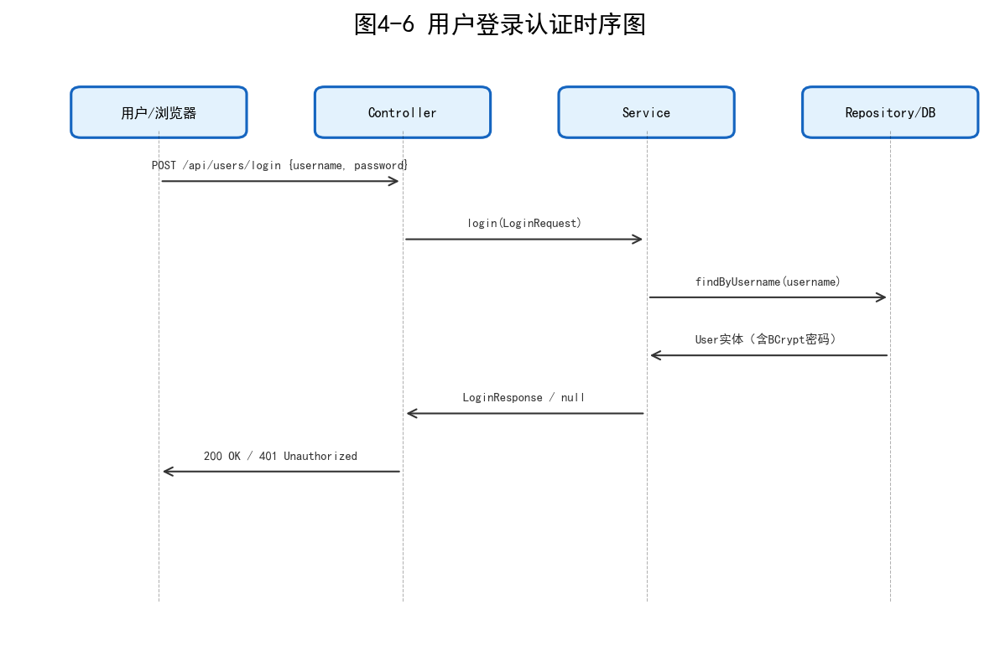 图4-6 用户登录认证时序图
用户/浏览器
Controller
Service
Repository/DB
POST /api/users/login {username, password}
login(LoginRequest)
findByUsername(username)
User实体（含BCrypt密码）
LoginResponse / null
200 OK / 401 Unauthorized